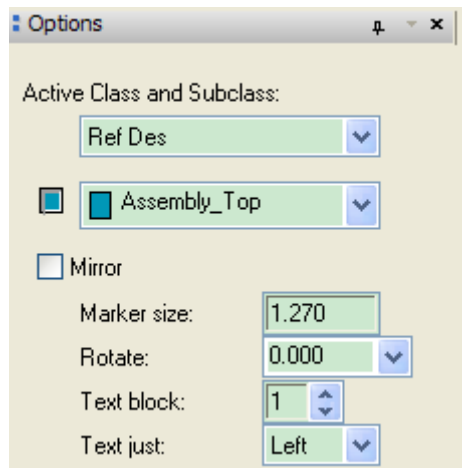 Options
Active Class and Subclass:
Ref Des
Assembly_Top
Mirror
Marker size: 1.270
Rotate: 0.000
Text block: 1
Text just: Left